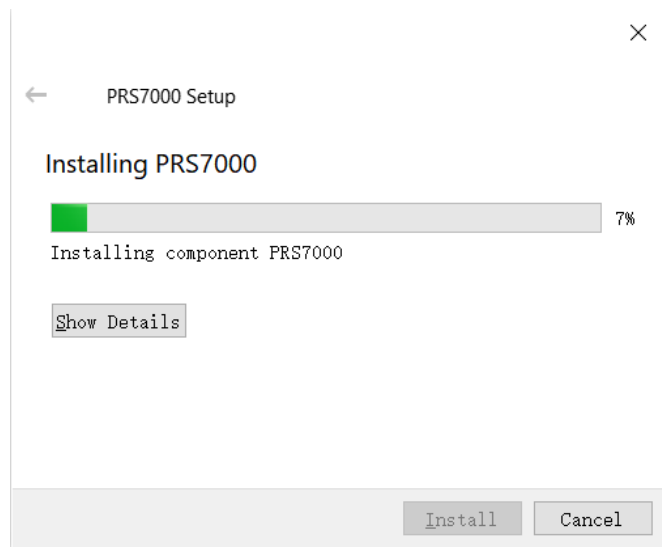 PRS7000 Setup
Installing PRS7000
7%
Installing component PRS7000
Show Details
Install
Cancel